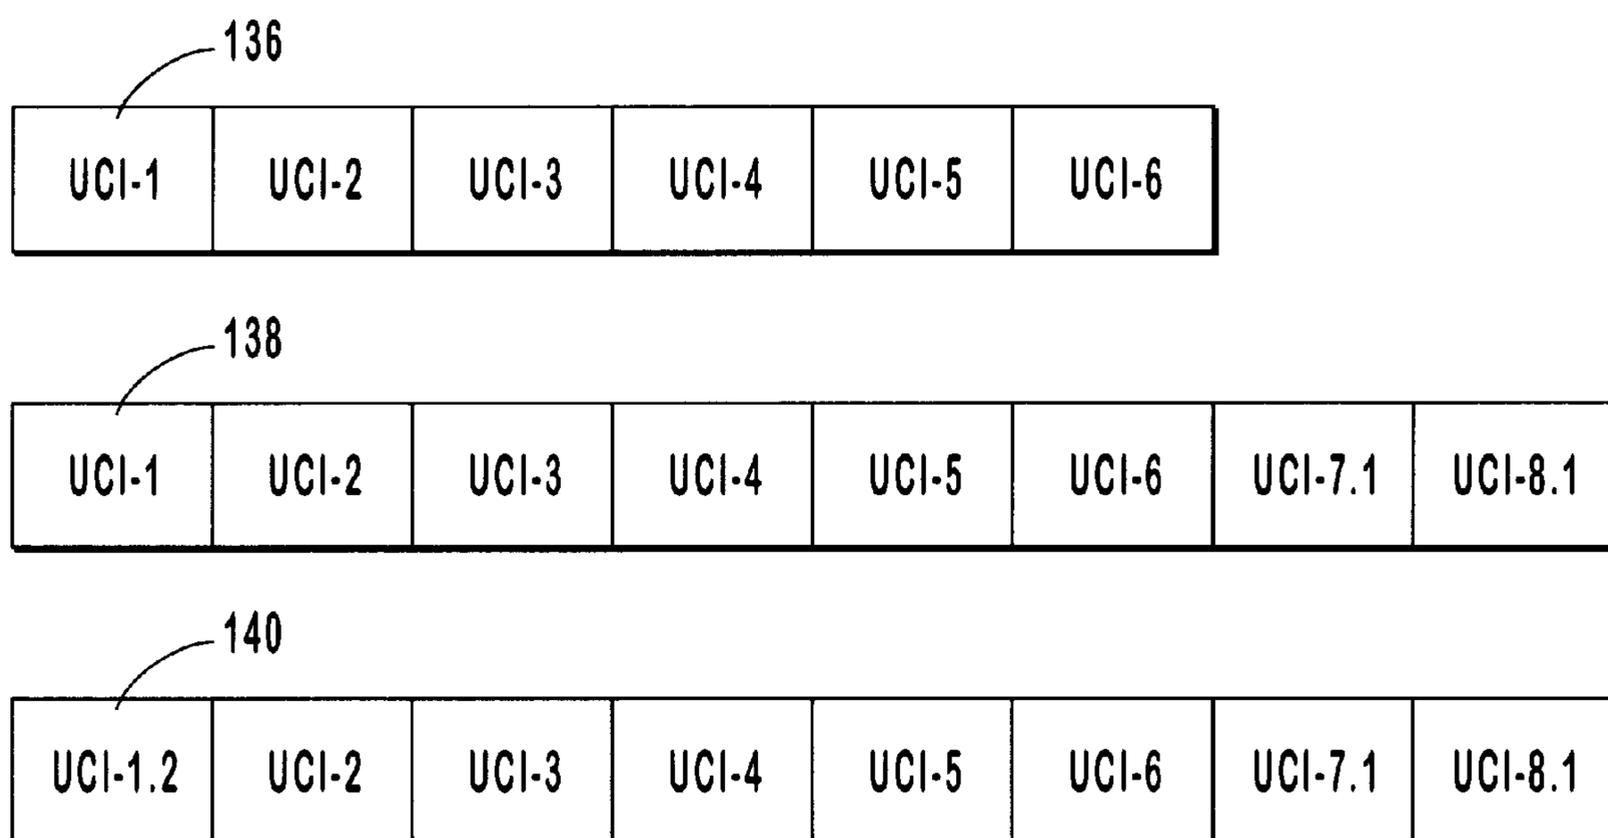 136
UCI-1 UCI-2 UCI-3 UCI-4 UCI-5 UCI-6
138
UCI-1 UCI-2 UCI-3 UCI-4 UCI-5 UCI-6 UCI-7.1 UCI-8.1
140
UCI-1.2 UCI-2 UCI-3 UCI-4 UCI-5 UCI-6 UCI-7.1 UCI-8.1